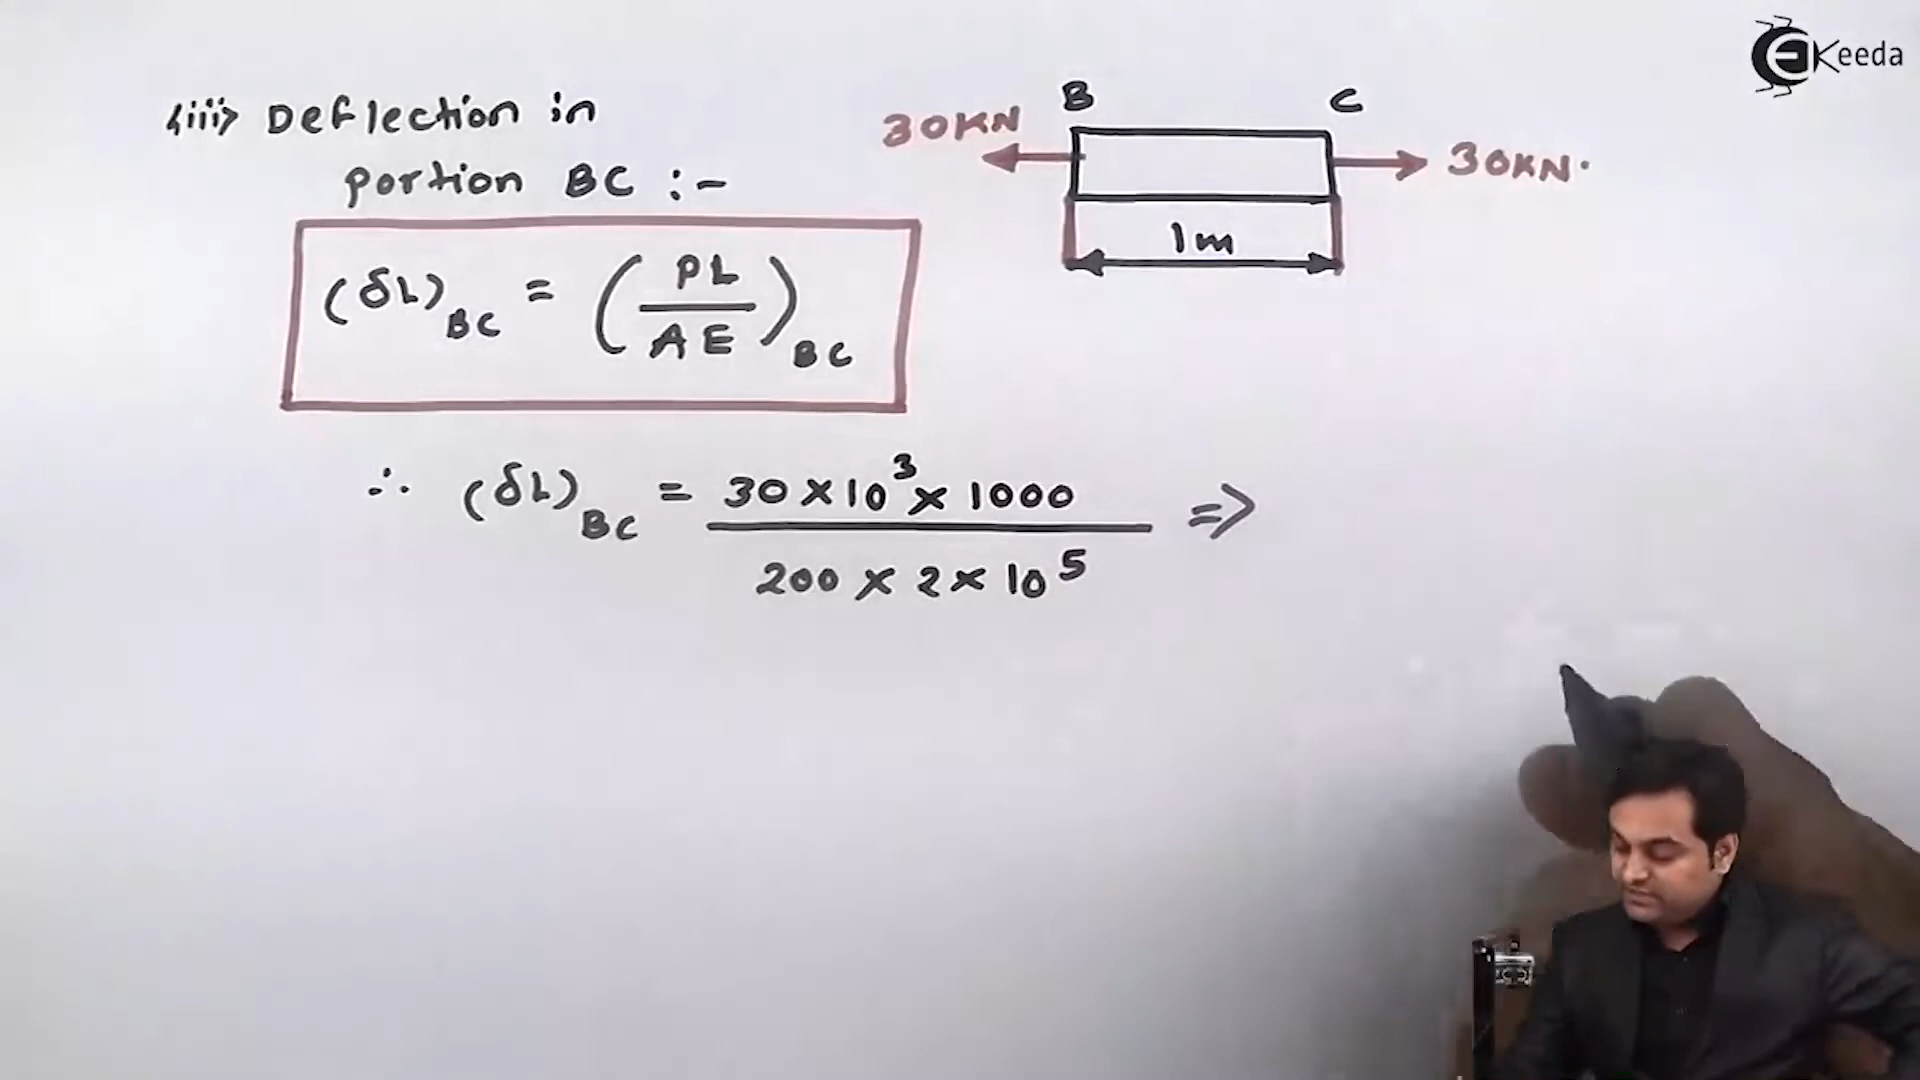 EKeeda
(iii) Deflection in
portion BC :-
(δL)BC = (PL/AE)BC
B C
30KN 30KN.
1m
∴ (δL)BC = 30×10³×1000 ⇒
200 × 2× 10⁵